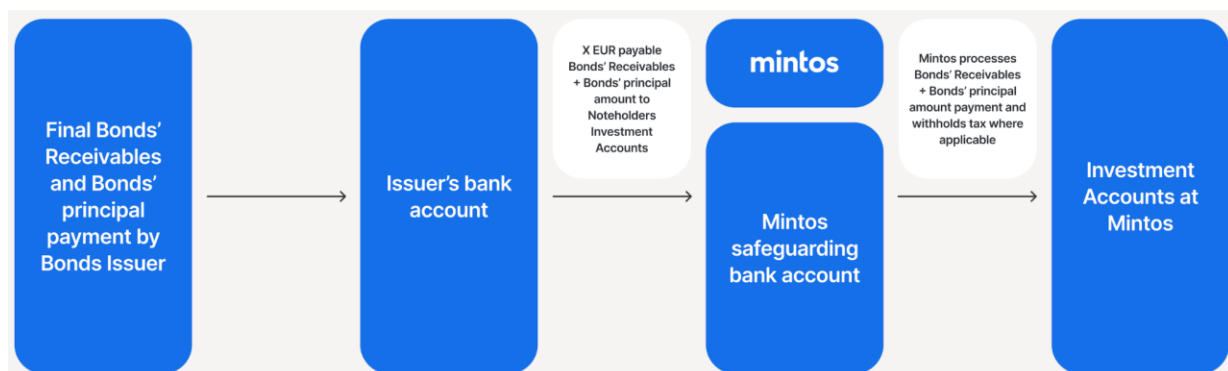 Final Bonds'
Receivables
and Bonds'
principal
payment by
Bonds Issuer
Issuer's bank
account
X EUR payable
Bonds' Receivables
+ Bonds' principal
amount to
Noteholders
Investment
Accounts
mintos
Mintos
safeguarding
bank account
Mintos processes
Bonds' Receivables
+ Bonds' principal
amount payment and
withholds tax where
applicable
Investment
Accounts at
Mintos